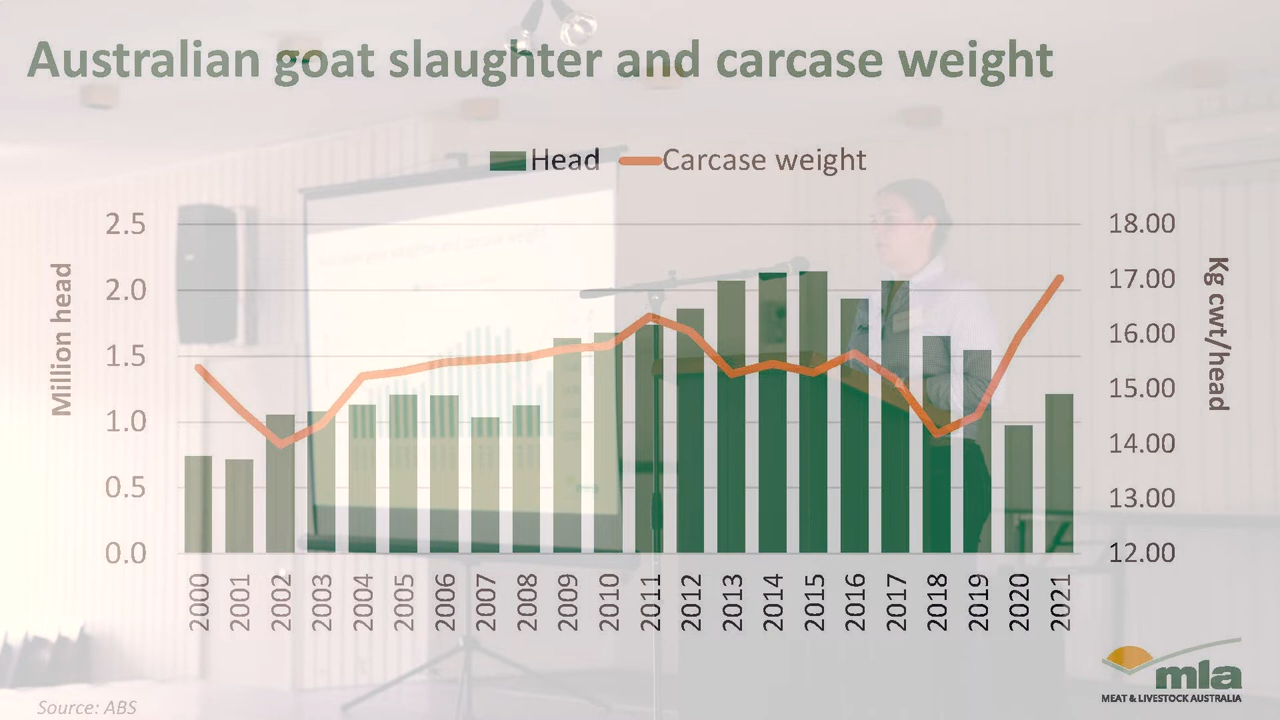 Australian goat slaughter and carcase weight
Head Carcase weight
Million head
2.5
2.0
1.5
1.0
0.5
0.0
18.00
17.00
16.00
15.00
14.00
13.00
12.00
Kg cwt/head
2000 2001 2002 2003 2004 2005 2006 2007 2008 2009 2010 2011 2012 2013 2014 2015 2016 2017 2018 2019 2020 2021
mla
MEAT & LIVESTOCK AUSTRALIA
Source: ABS